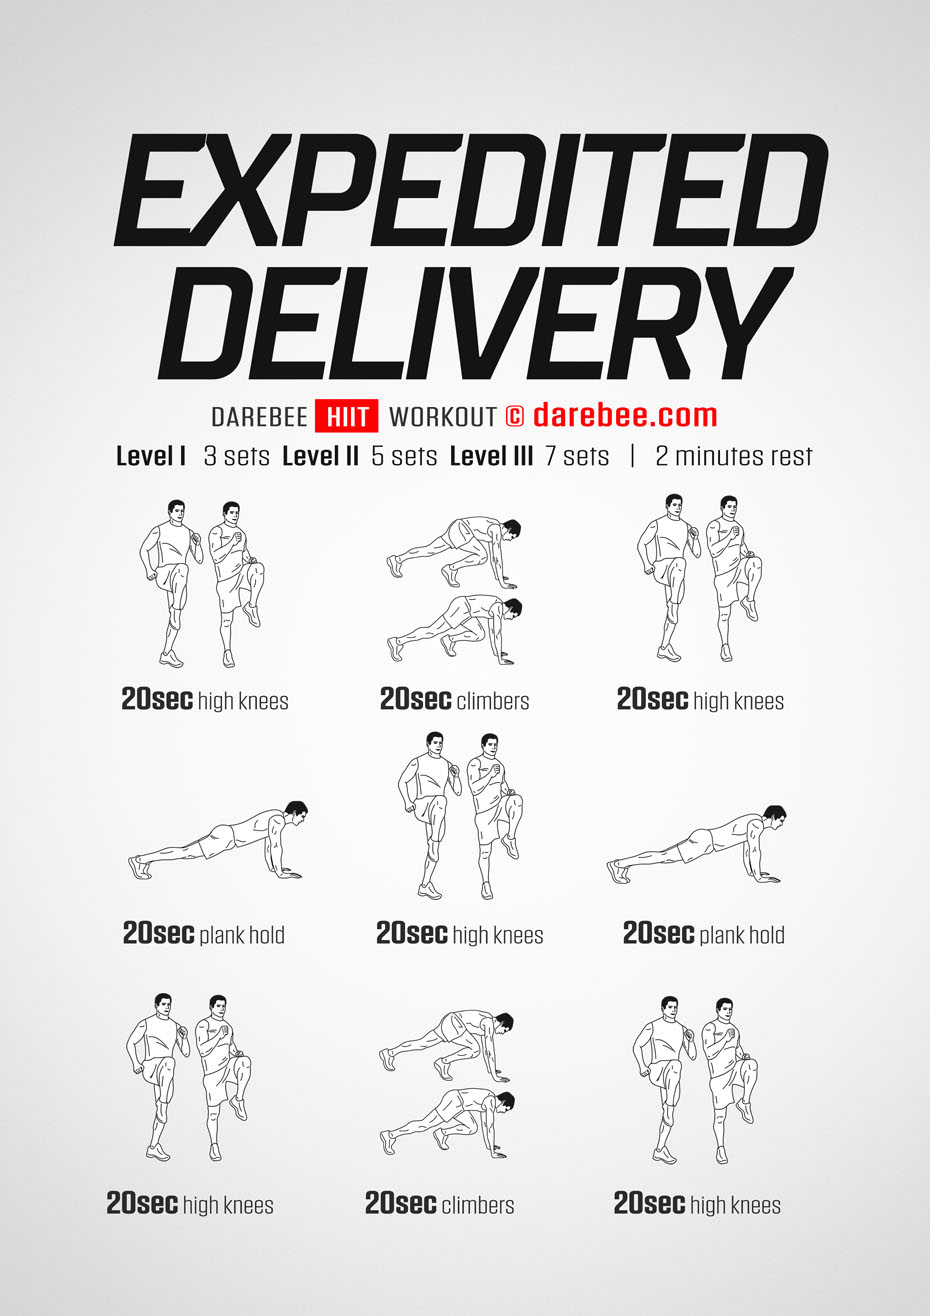 EXPEDITED
DELIVERY
DAREBEE HIIT WORKOUT © darebee.com
Level I 3 sets Level II 5 sets Level III 7 sets | 2 minutes rest
20sec high knees
20sec climbers
20sec high knees
20sec plank hold
20sec high knees
20sec plank hold
20sec high knees
20sec climbers
20sec high knees